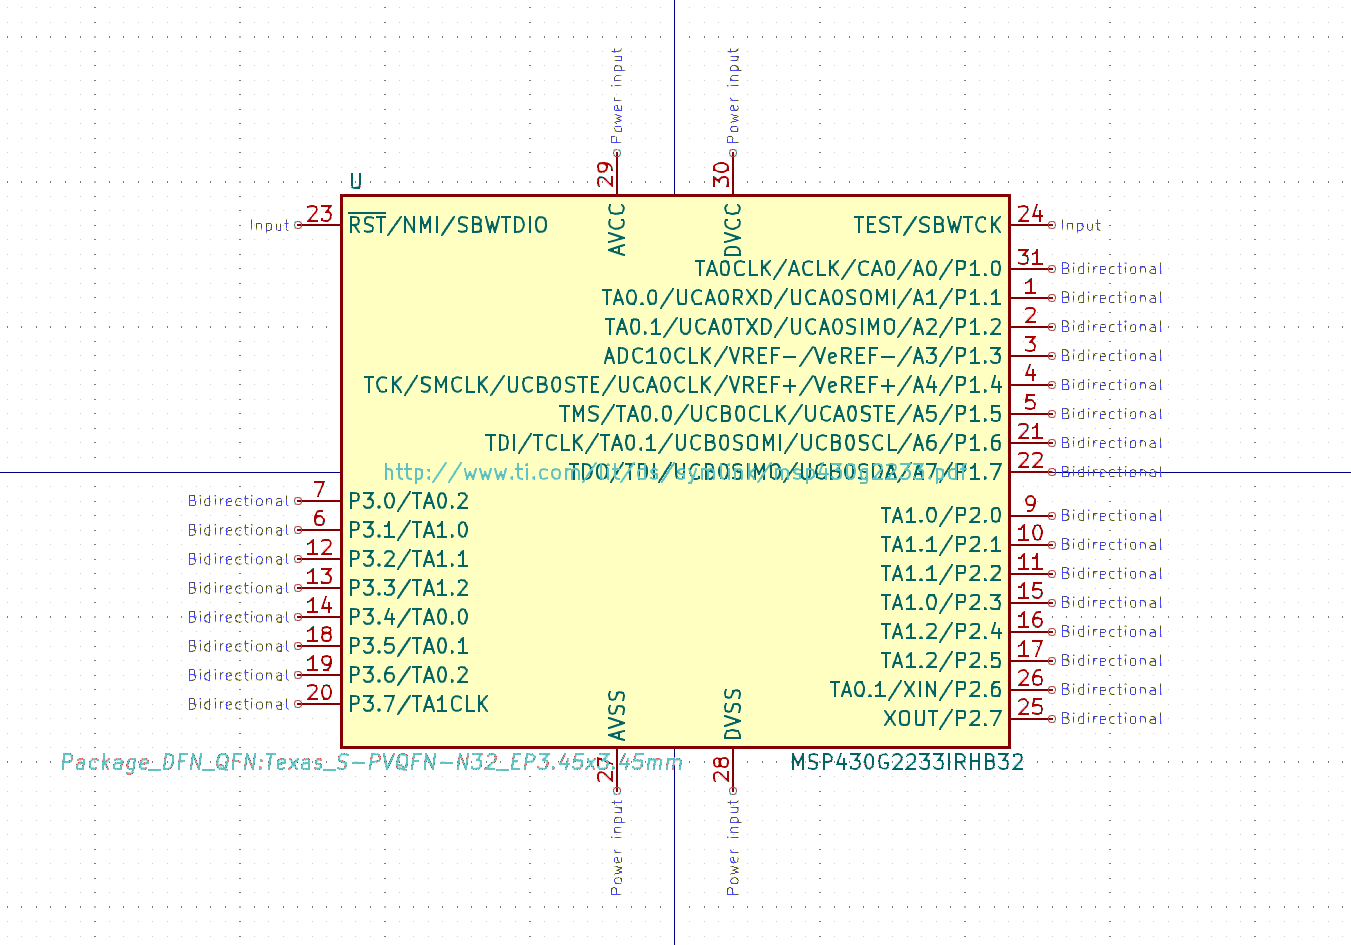 Power input
Power input
29
30
U
23
RST/NMI/SBWTDIO
AVCC
DVCC
TEST/SBWTCK
24
Input
Input
TA0CLK/ACLK/CA0/A0/P1.0
31
Bidirectional
TA0.0/UCA0RXD/UCA0SOMI/A1/P1.1
1
Bidirectional
TA0.1/UCA0TXD/UCA0SIMO/A2/P1.2
2
Bidirectional
ADC10CLK/VREF-/VeREF-/A3/P1.3
3
Bidirectional
TCK/SMCLK/UCB0STE/UCA0CLK/VREF+/VeREF+/A4/P1.4
4
Bidirectional
TMS/TA0.0/UCB0CLK/UCA0STE/A5/P1.5
5
Bidirectional
TDI/TCLK/TA0.1/UCB0SOMI/UCB0SCL/A6/P1.6
21
Bidirectional
http://www.ti.com/lit/ds/symlink/msp430g2233.pdf
TDO/TDI/UCB0SIMO/UCB0SDA/A7/P1.7
22
Bidirectional
Bidirectional
7
P3.0/TA0.2
Bidirectional
6
P3.1/TA1.0
Bidirectional
12
P3.2/TA1.1
Bidirectional
13
P3.3/TA1.2
Bidirectional
14
P3.4/TA0.0
Bidirectional
18
P3.5/TA0.1
Bidirectional
19
P3.6/TA0.2
Bidirectional
20
P3.7/TA1CLK
TA1.0/P2.0
9
Bidirectional
TA1.1/P2.1
10
Bidirectional
TA1.1/P2.2
11
Bidirectional
TA1.0/P2.3
15
Bidirectional
TA1.2/P2.4
16
Bidirectional
TA1.2/P2.5
17
Bidirectional
TA0.1/XIN/P2.6
26
Bidirectional
XOUT/P2.7
25
Bidirectional
AVSS
DVSS
Package_DFN_QFN:Texas_S-PVQFN-N32_EP3.45x3.45mm
27
28
MSP430G2233IRHB32
Power input
Power input